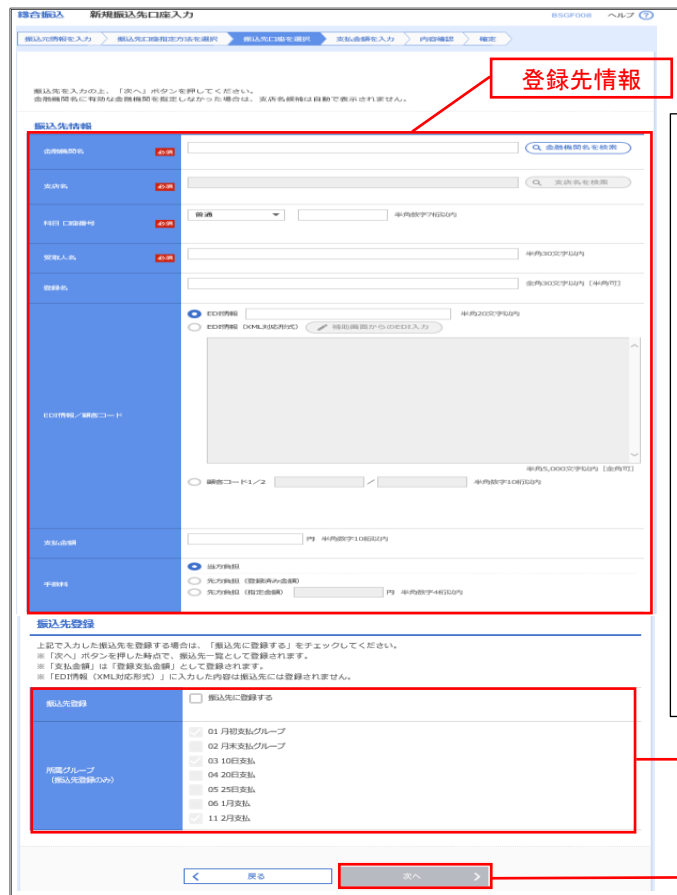 総合振込 新規振込先口座入力 BSGF008 ヘルプ ?
振込元情報を入力 振込先口座指定方法を選択 振込先口座を選択 支払金額を入力 内容確認 確定
登録先情報
振込先を入力の上、「次へ」ボタンを押してください。
金融機関名に有効な金融機関を指定しなかった場合は、支店名候補は自動で表示されません。
振込先情報
金融機関名 必須 金融機関名を検索
支店名 必須 支店名を検索
科目 口座番号 必須 普通 半角数字7桁以内
受取人名 必須 半角30文字以内
登録名 全角30文字以内 [半角可]
EDI情報 半角20文字以内
EDI情報 (XML対応形式) 補助画面からのEDI入力
EDI情報/顧客コード
半角5,000文字以内 [全角可]
顧客コード1/2 / 半角数字10桁以内
支払金額 円 半角数字10桁以内
当方負担
手数料 先方負担 (登録済み金額)
先方負担 (指定金額) 円 半角数字4桁以内
振込先登録
上記で入力した振込先を登録する場合は、「振込先に登録する」をチェックしてください。
※「次へ」ボタンを押した時点で、振込先一覧として登録されます。
※「支払金額」は「登録支払金額」として登録されます。
※「EDI情報 (XML対応形式) 」に入力した内容は振込先には登録されません。
振込先登録 振込先に登録する
01 月初支払グループ
02 月末支払グループ
03 10日支払
所属グループ
(振込先登録のみ)
04 20日支払
05 25日支払
06 1月支払
11 2月支払
戻る 次へ